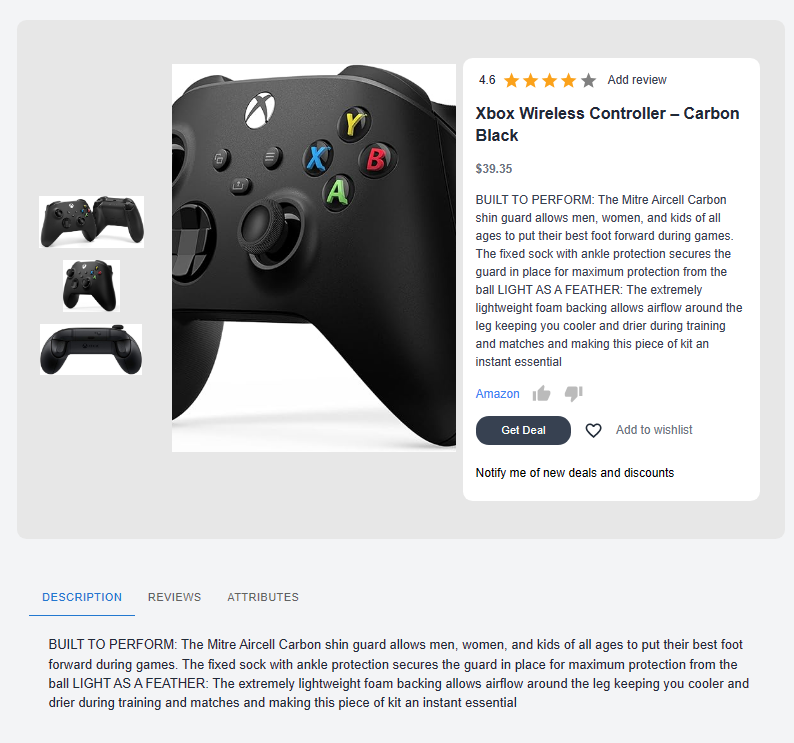 4.6 Add review
Xbox Wireless Controller – Carbon
Black
$39.35
BUILT TO PERFORM: The Mitre Aircell Carbon
shin guard allows men, women, and kids of all
ages to put their best foot forward during games.
The fixed sock with ankle protection secures the
guard in place for maximum protection from the
ball LIGHT AS A FEATHER: The extremely
lightweight foam backing allows airflow around the
leg keeping you cooler and drier during training
and matches and making this piece of kit an
instant essential
Amazon
Get Deal Add to wishlist
Notify me of new deals and discounts
Y
X B
A
DESCRIPTION REVIEWS ATTRIBUTES
BUILT TO PERFORM: The Mitre Aircell Carbon shin guard allows men, women, and kids of all ages to put their best foot
forward during games. The fixed sock with ankle protection secures the guard in place for maximum protection from the
ball LIGHT AS A FEATHER: The extremely lightweight foam backing allows airflow around the leg keeping you cooler and
drier during training and matches and making this piece of kit an instant essential